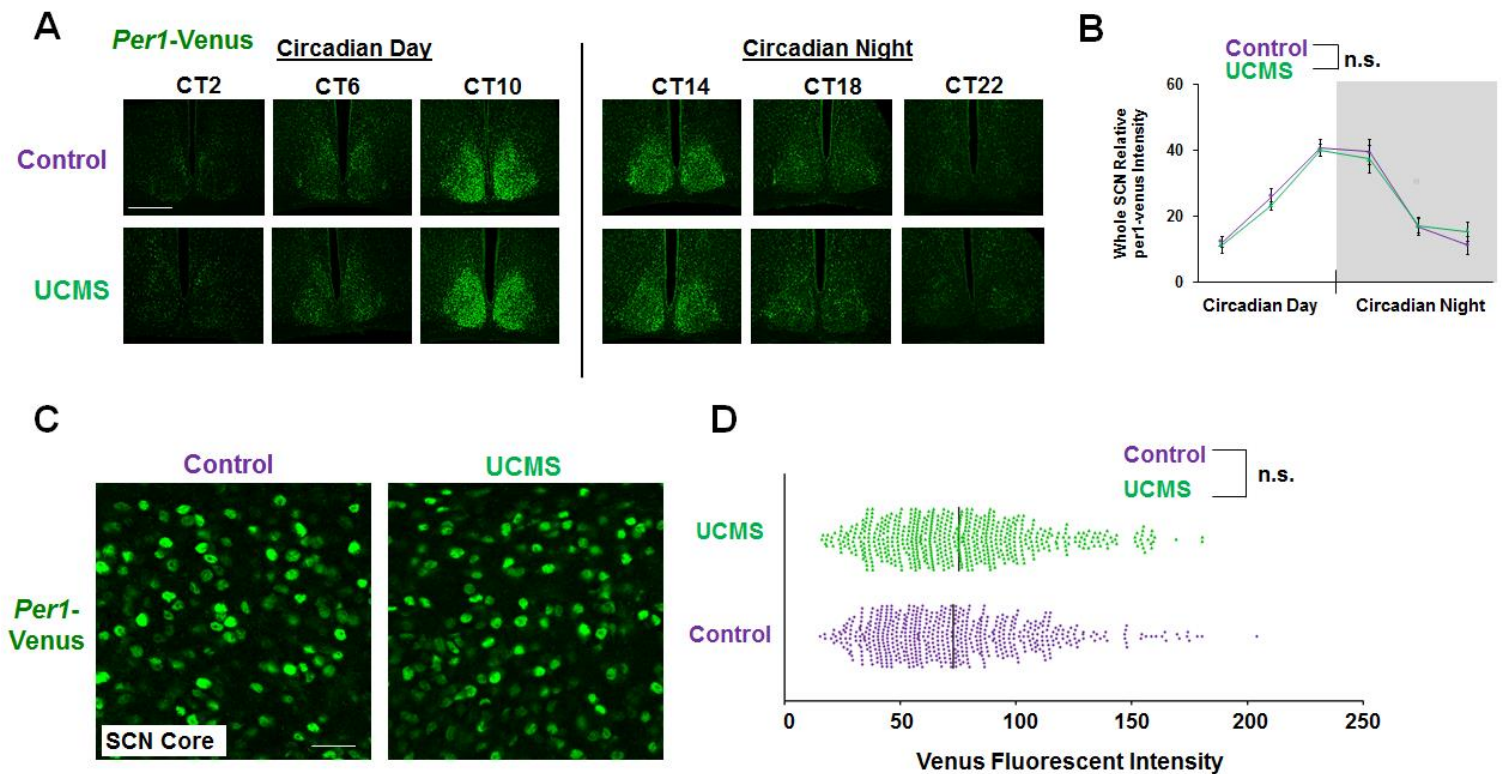 A
Per1-Venus
Circadian Day
Circadian Night
CT2
CT6
CT10
CT14
CT18
CT22
Control
UCMS
B
Control
UCMS
n.s.
60
40
20
0
Whole SCN Relative
per1-venus Intensity
Circadian Day
Circadian Night
C
Control
UCMS
Per1-
Venus
SCN Core
D
Control
UCMS
n.s.
UCMS
Control
0
50
100
150
200
250
Venus Fluorescent Intensity